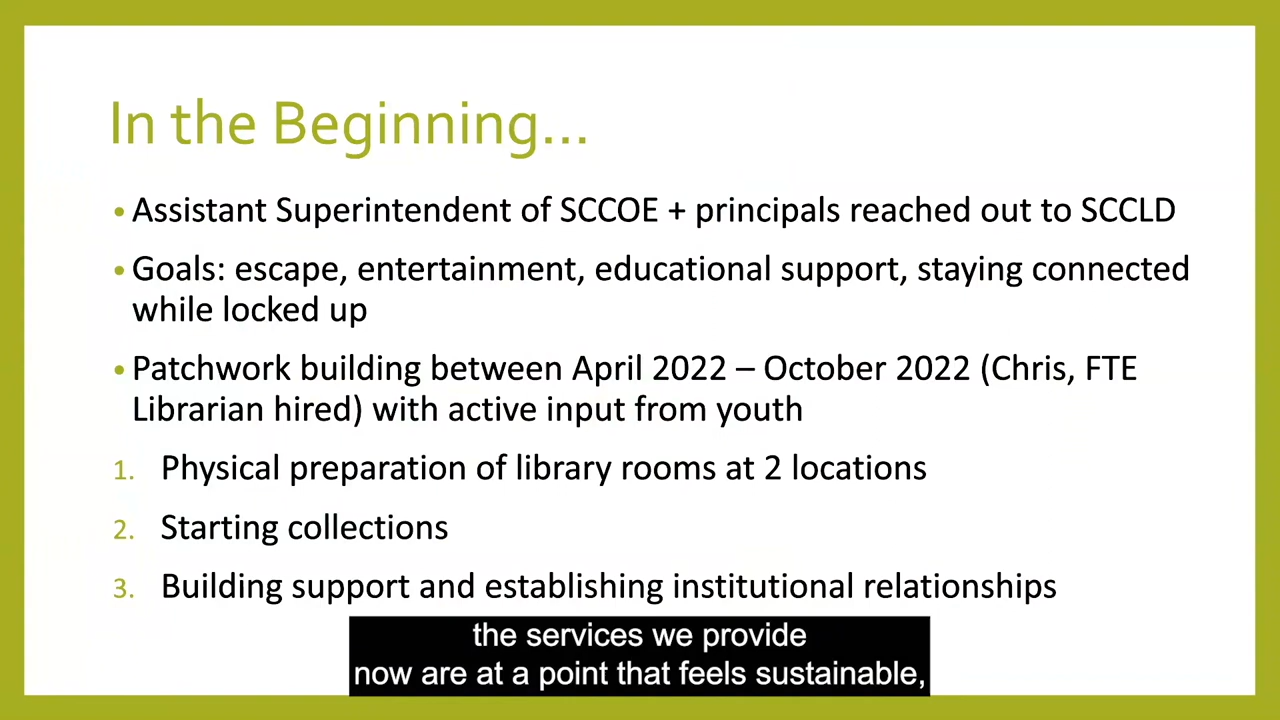 In the Beginning...
• Assistant Superintendent of SCCOE + principals reached out to SCCLD
• Goals: escape, entertainment, educational support, staying connected
while locked up
• Patchwork building between April 2022 – October 2022 (Chris, FTE
Librarian hired) with active input from youth
1. Physical preparation of library rooms at 2 locations
2. Starting collections
3. Building support and establishing institutional relationships
the services we provide
now are at a point that feels sustainable,